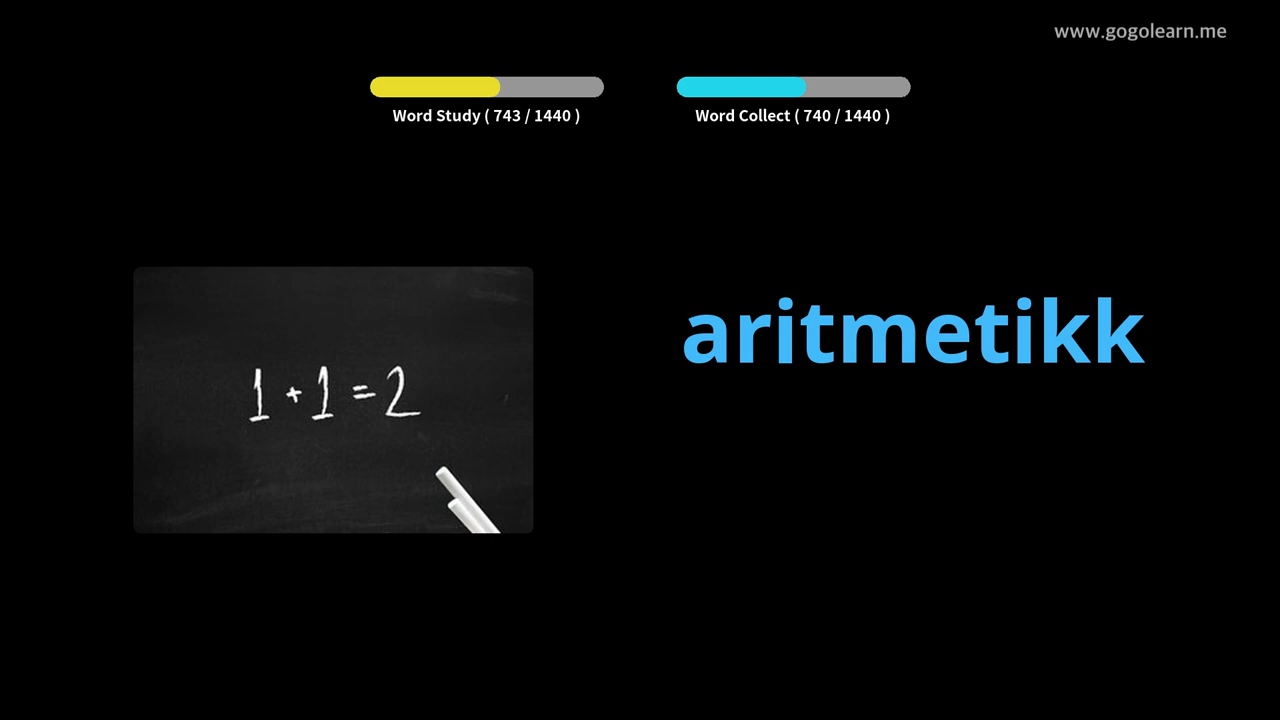 www.gogolearn.me
Word Study ( 743 / 1440 )
Word Collect ( 740 / 1440 )
aritmetikk
1 + 1 = 2